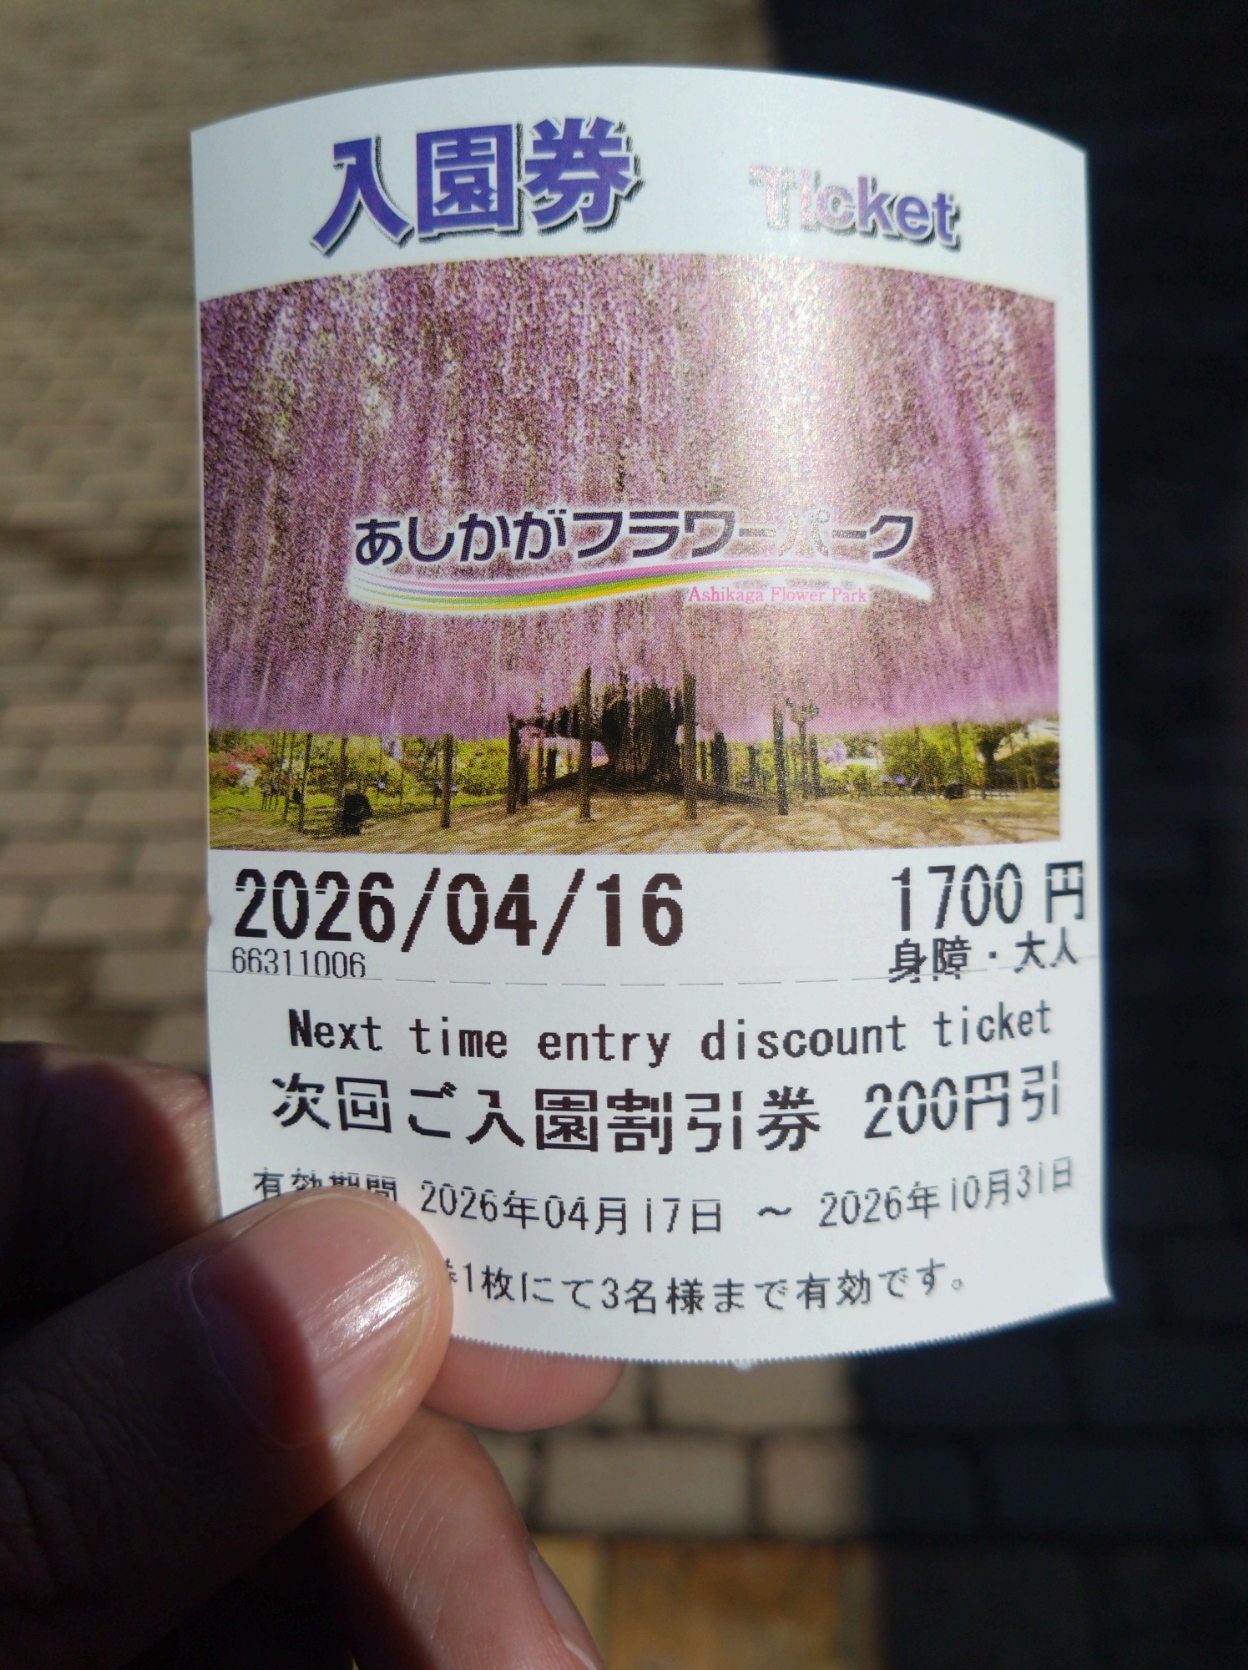 入園券 Ticket
あしかがフラワーパーク
Ashikaga Flower Park
2026/04/16 1700円
66311006 身障・大人
Next time entry discount ticket
次回ご入園割引券 200円引
有効期間 2026年04月17日 ～ 2026年10月31日
券1枚にて3名様まで有効です。